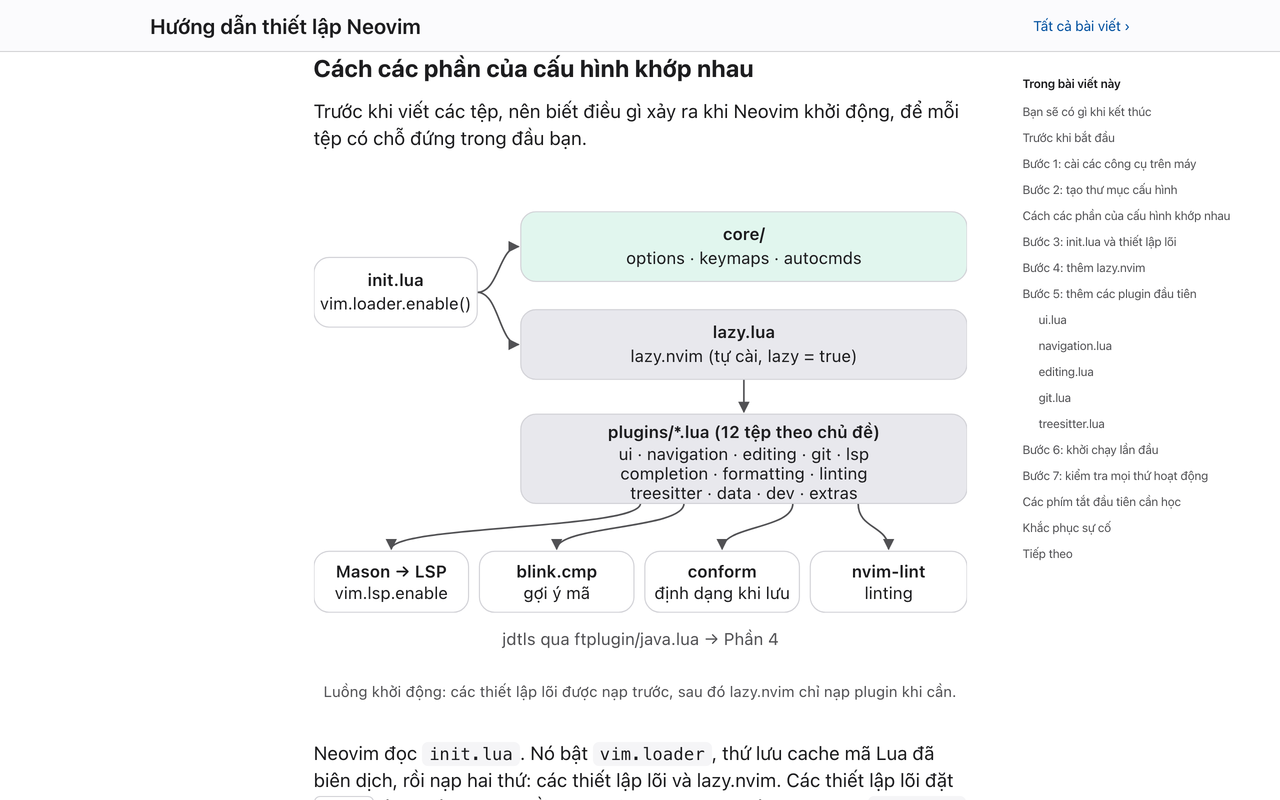 Hướng dẫn thiết lập Neovim
Tất cả bài viết ›
Cách các phần của cấu hình khớp nhau
Trước khi viết các tệp, nên biết điều gì xảy ra khi Neovim khởi động, để mỗi
tệp có chỗ đứng trong đầu bạn.
core/
options · keymaps · autocmds
init.lua
vim.loader.enable()
lazy.lua
lazy.nvim (tự cài, lazy = true)
plugins/*.lua (12 tệp theo chủ đề)
ui · navigation · editing · git · lsp
completion · formatting · linting
treesitter · data · dev · extras
Mason → LSP
vim.lsp.enable
blink.cmp
gợi ý mã
conform
định dạng khi lưu
nvim-lint
linting
jdtls qua ftplugin/java.lua → Phần 4
Luồng khởi động: các thiết lập lõi được nạp trước, sau đó lazy.nvim chỉ nạp plugin khi cần.
Neovim đọc init.lua. Nó bật vim.loader, thứ lưu cache mã Lua đã
biên dịch, rồi nạp hai thứ: các thiết lập lõi và lazy.nvim. Các thiết lập lõi đặt
Trong bài viết này
Bạn sẽ có gì khi kết thúc
Trước khi bắt đầu
Bước 1: cài các công cụ trên máy
Bước 2: tạo thư mục cấu hình
Cách các phần của cấu hình khớp nhau
Bước 3: init.lua và thiết lập lõi
Bước 4: thêm lazy.nvim
Bước 5: thêm các plugin đầu tiên
ui.lua
navigation.lua
editing.lua
git.lua
treesitter.lua
Bước 6: khởi chạy lần đầu
Bước 7: kiểm tra mọi thứ hoạt động
Các phím tắt đầu tiên cần học
Khắc phục sự cố
Tiếp theo